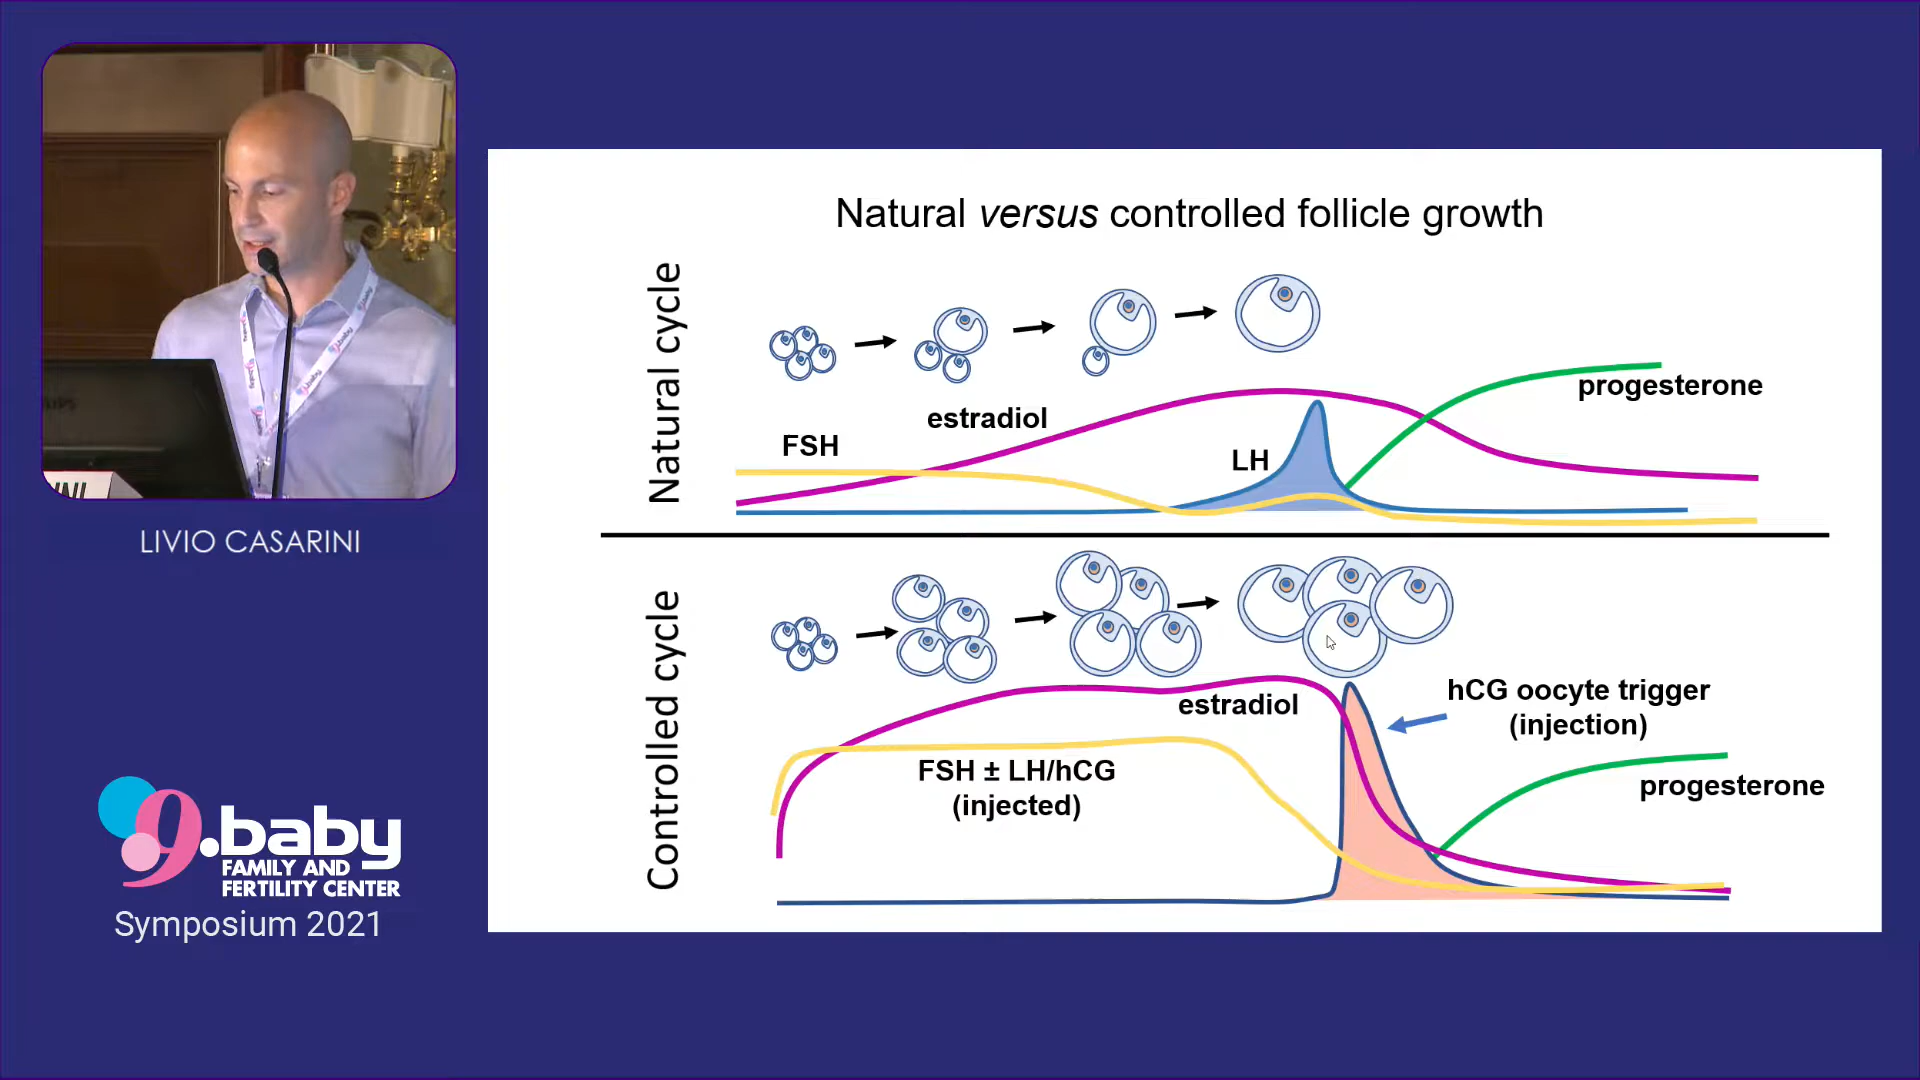 LIVIO CASARINI
9.baby
FAMILY AND
FERTILITY CENTER
Symposium 2021
Natural versus controlled follicle growth
Natural cycle
FSH
estradiol
LH
progesterone
Controlled cycle
estradiol
FSH ± LH/hCG
(injected)
hCG oocyte trigger
(injection)
progesterone